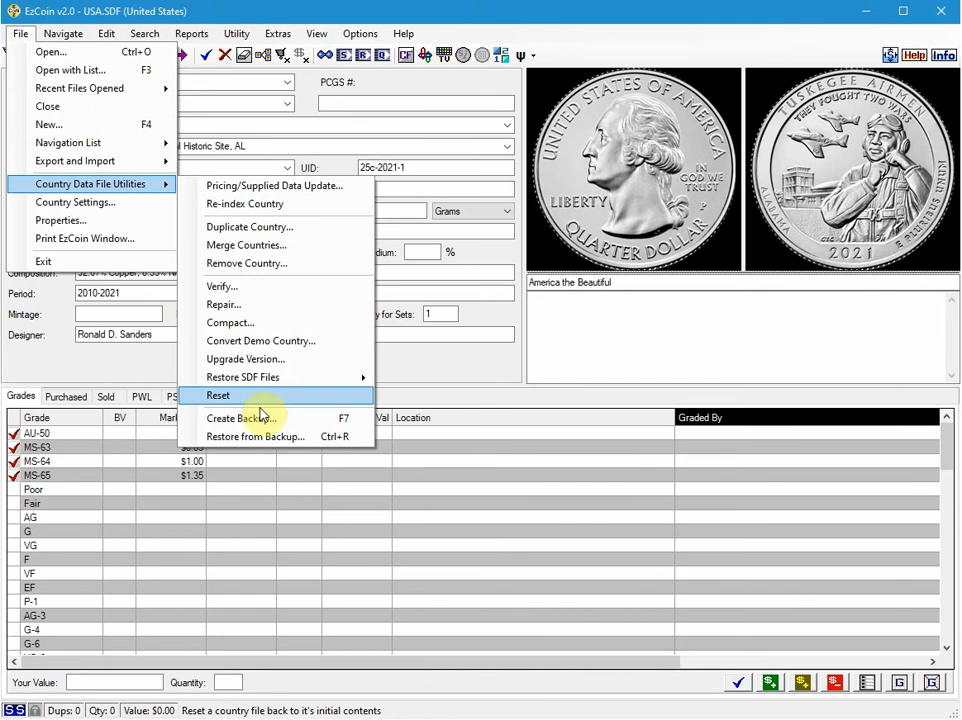 EzCoin v2.0 - USA.SDF (United States)
File Navigate Edit Search Reports Utility Extras View Options Help
CF TU S R Q $ Help Info
Open... Ctrl+O
Open with List... F3
Recent Files Opened
Close
New... F4
Navigation List
Export and Import
Country Data File Utilities
Country Settings...
Properties...
Print EzCoin Window...
Exit
Pricing/Supplied Data Update...
Re-index Country
Duplicate Country...
Merge Countries...
Remove Country...
Verify...
Repair...
Compact...
Convert Demo Country...
Upgrade Version...
Restore SDF Files
Reset
Create Backup... F7
Restore from Backup... Ctrl+R
PCGS #:
l Historic Site, AL
UID: 25c-2021-1
Grams
%
Period: 2010-2021
y for Sets: 1
Mintage:
Designer: Ronald D. Sanders
UNITED STATES OF AMERICA
LIBERTY
IN GOD WE TRUST
P
QUARTER DOLLAR
TUSKEGEE AIRMEN
THEY FOUGHT TWO WARS
ALABAMA
2021
E PLURIBUS UNUM
America the Beautiful
Grades Purchased Sold PWL PS
Grade BV Mark Val Location Graded By
AU-50
MS-63 $0.85
MS-64 $1.00
MS-65 $1.35
Poor
Fair
AG
G
VG
F
VF
EF
P-1
AG-3
G-4
G-6
Your Value: Quantity:
SS Dups: 0 Qty: 0 Value: $0.00 Reset a country file back to it's initial contents